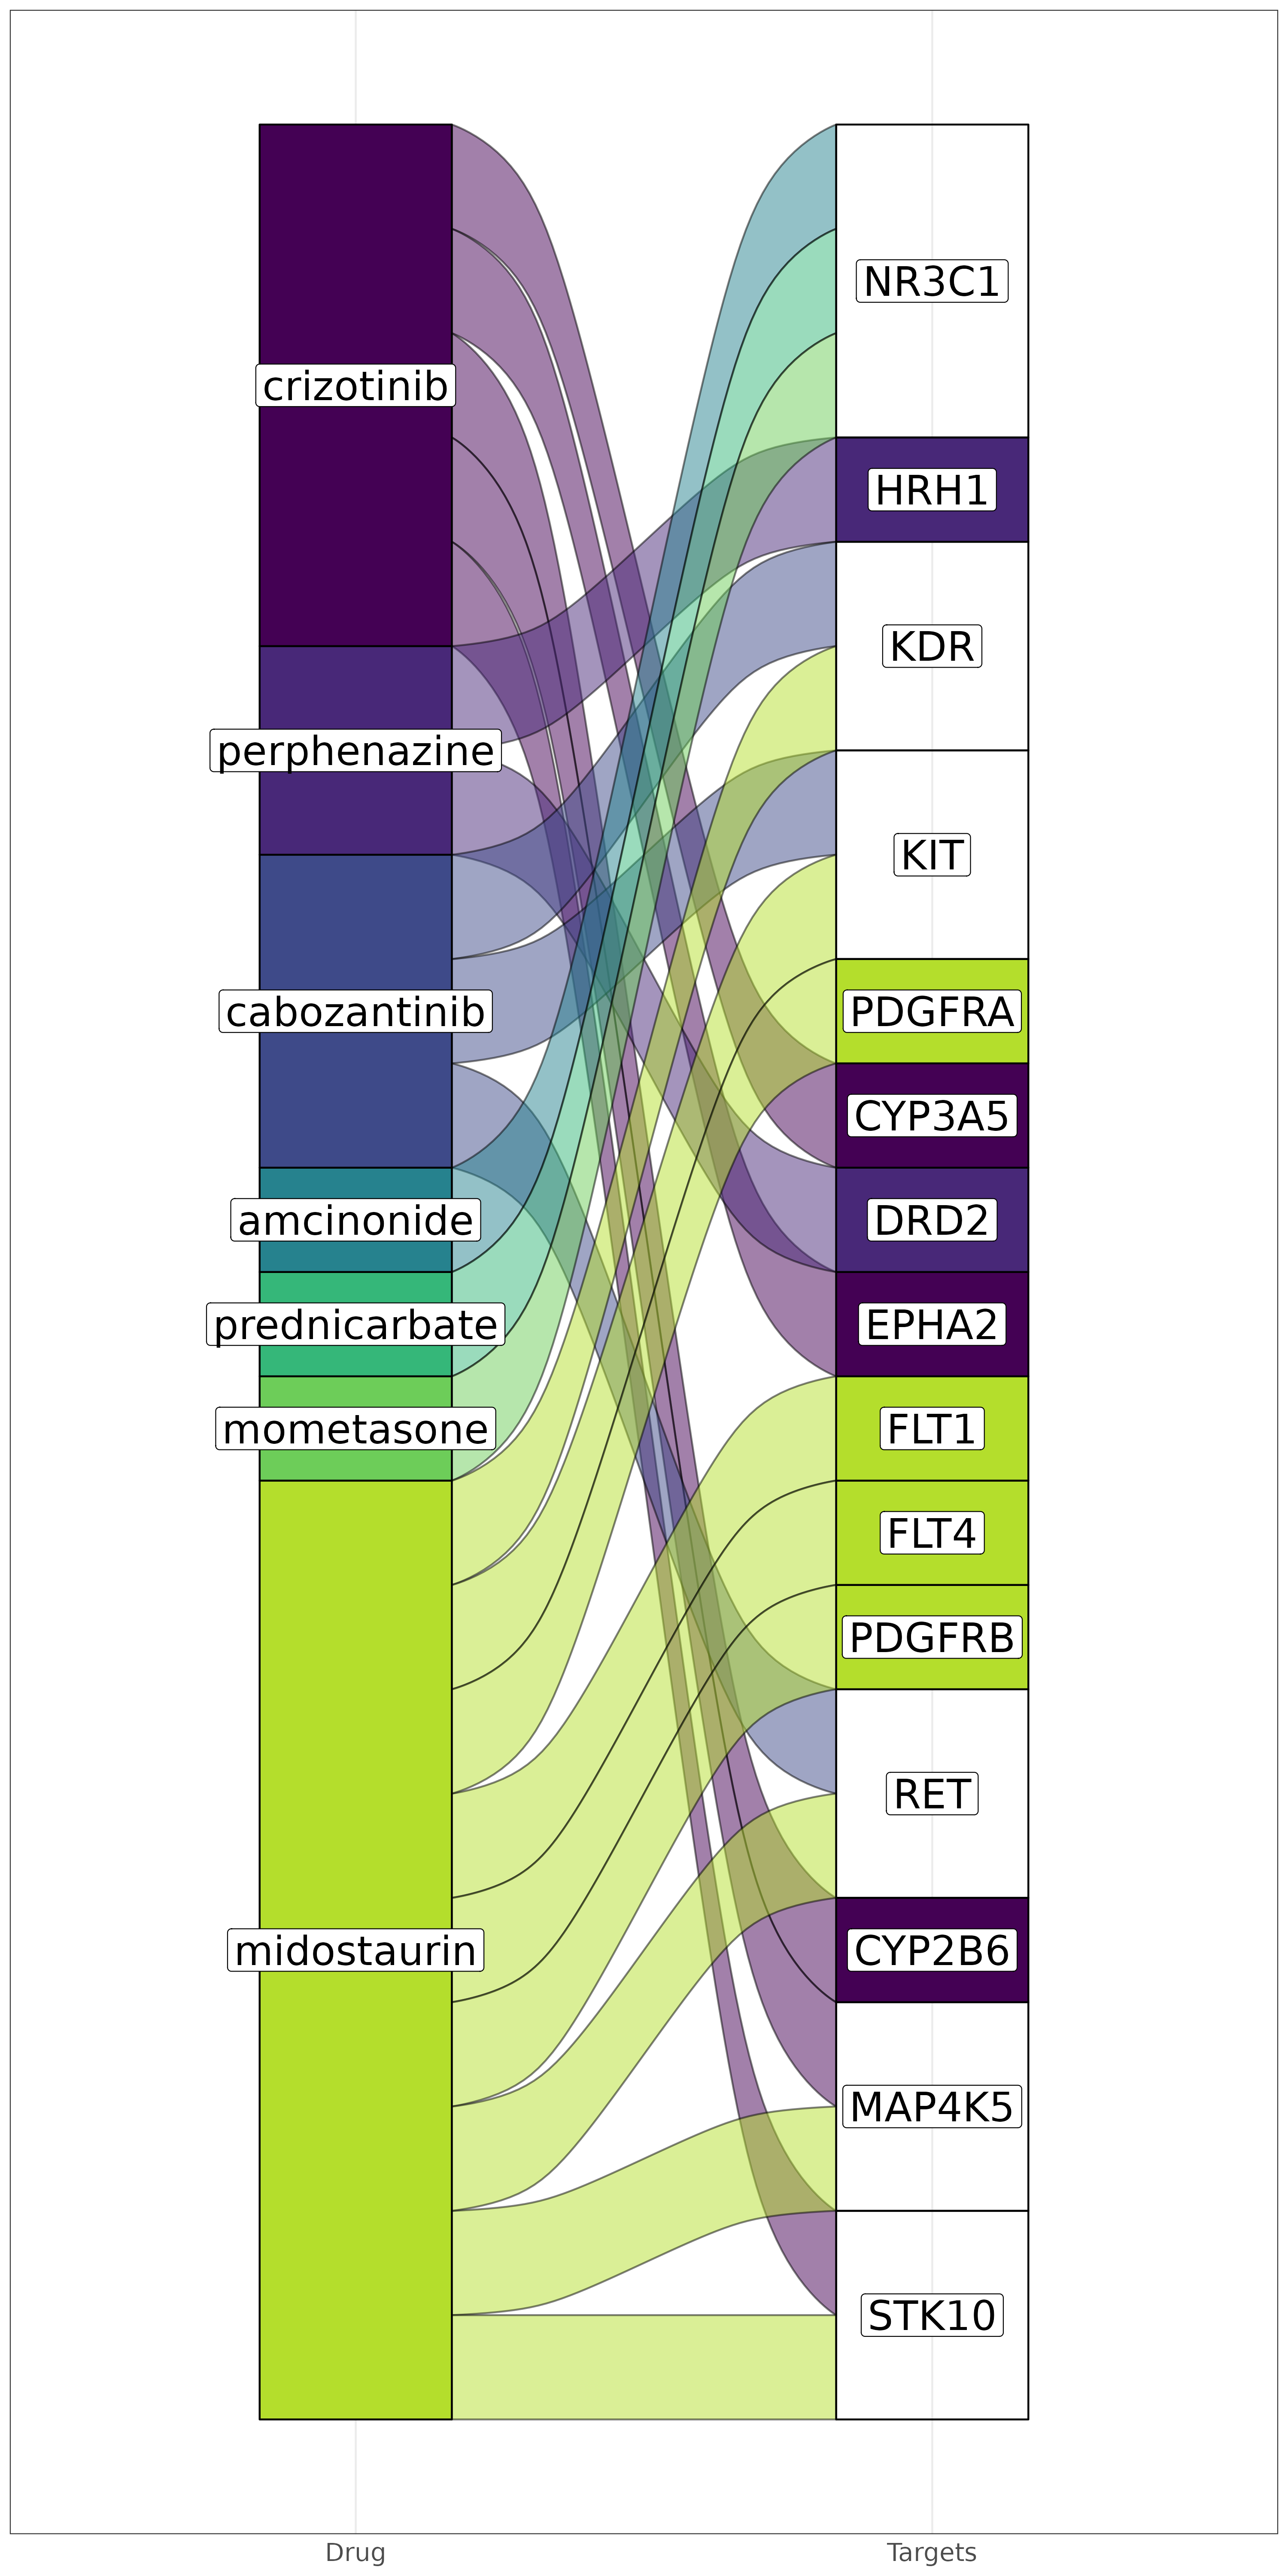 crizotinib
perphenazine
cabozantinib
amcinonide
prednicarbate
mometasone
midostaurin
NR3C1
HRH1
KDR
KIT
PDGFRA
CYP3A5
DRD2
EPHA2
FLT1
FLT4
PDGFRB
RET
CYP2B6
MAP4K5
STK10
Drug
Targets